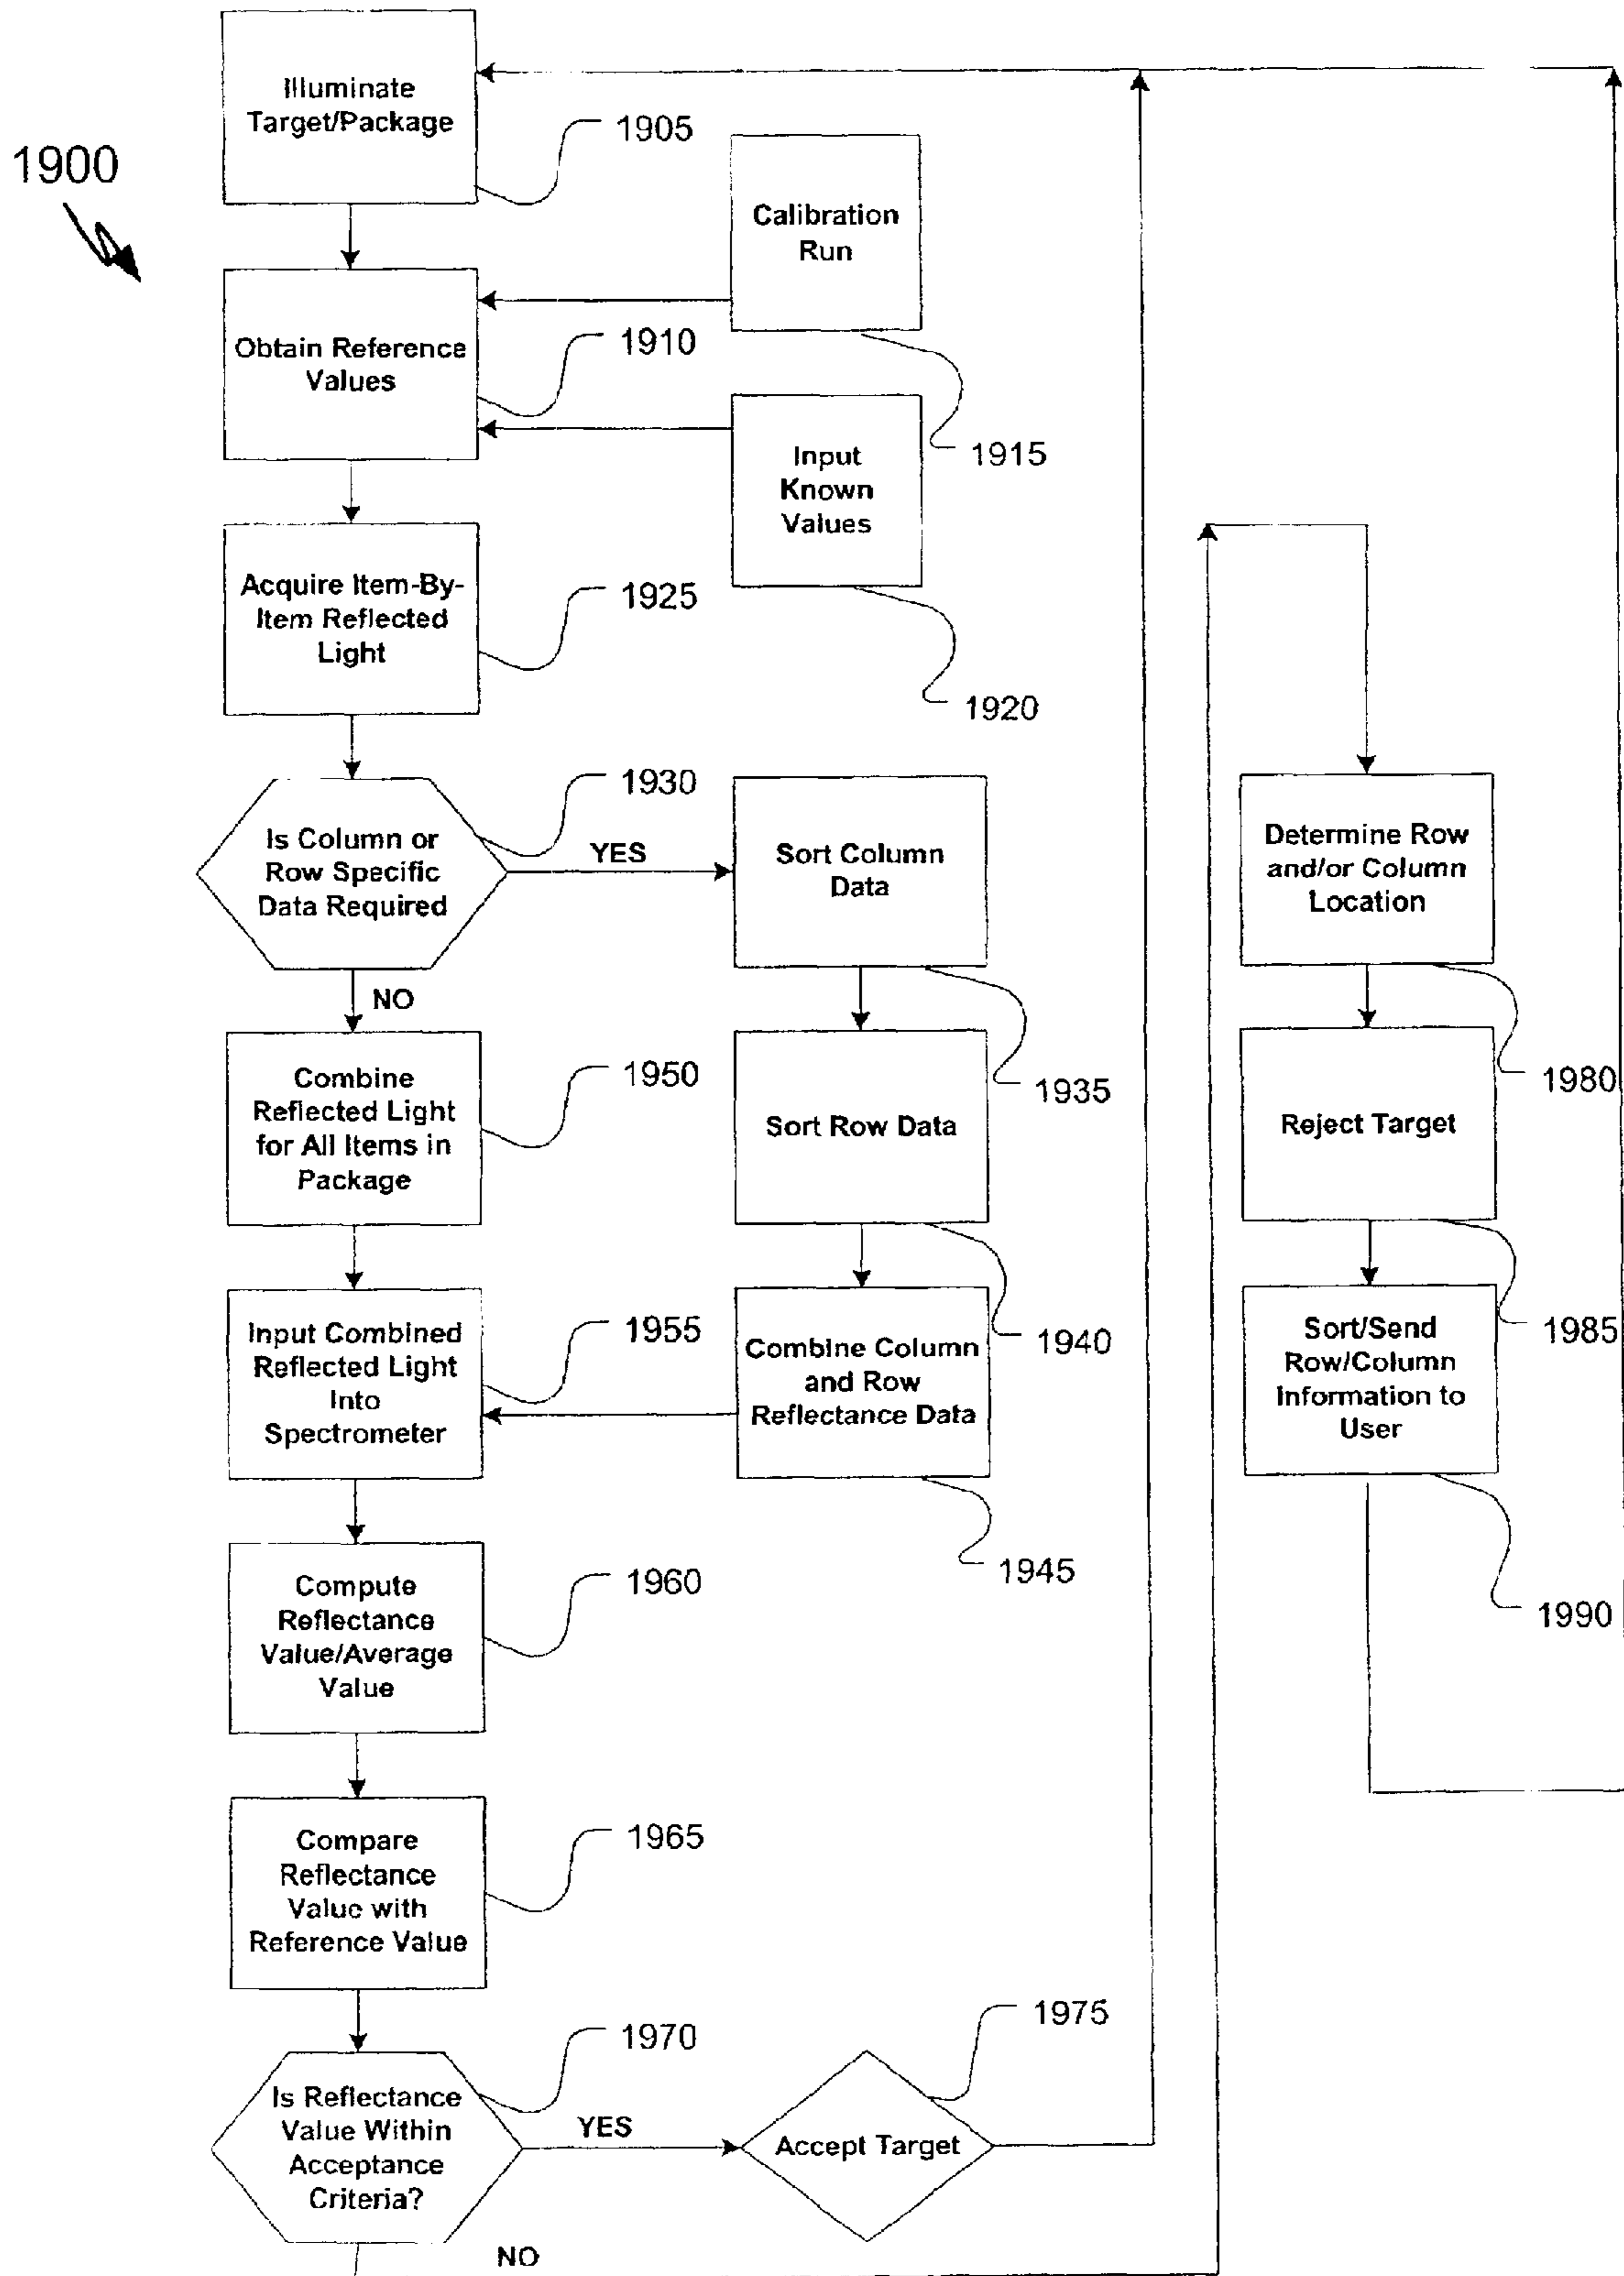 1900
Illuminate
Target/Package
1905
Calibration
Run
1915
Obtain Reference
Values
1910
Input
Known
Values
1920
Acquire Item-By-
Item Reflected
Light
1925
Is Column or
Row Specific
Data Required
1930
YES
NO
Sort Column
Data
1935
Sort Row Data
1940
Combine Column
and Row
Reflectance Data
1945
Combine
Reflected Light
for All Items in
Package
1950
Input Combined
Reflected Light
Into
Spectrometer
1955
Compute
Reflectance
Value/Average
Value
1960
Compare
Reflectance
Value with
Reference Value
1965
Is Reflectance
Value Within
Acceptance
Criteria?
1970
YES
NO
Accept Target
1975
Determine Row
and/or Column
Location
1980
Reject Target
1985
Sort/Send
Row/Column
Information to
User
1990